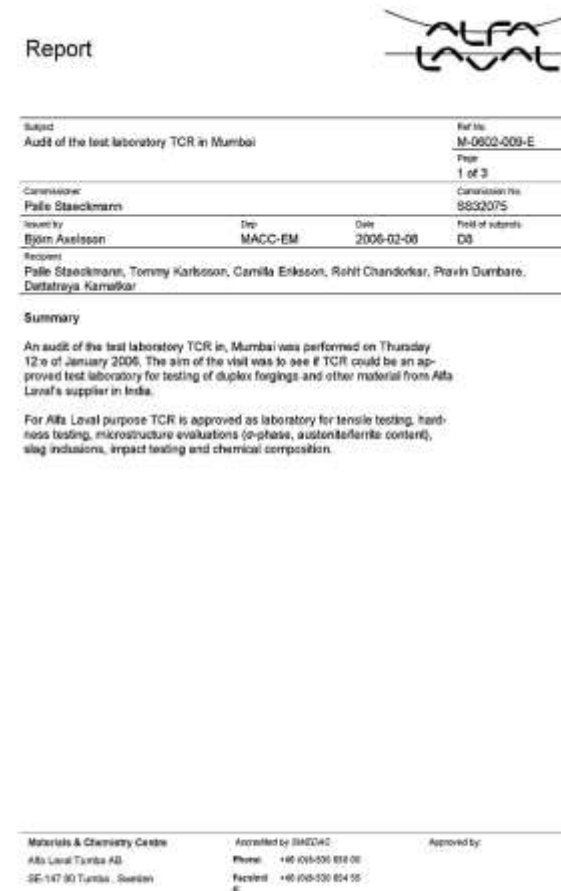 Report
ALFA
LAVAL
Subject
Audit of the test laboratory TCR in Mumbai
Ref No.
M-0602-009-E
Page
1 of 3
Commissioner
Palle Staeckmann
Commission No.
SS32075
Issued by
Björn Axelsson
Dep
MACC-EM
Date
2006-02-08
Field of subjects
D8
Recipient
Palle Staeckmann, Tommy Karlsson, Camilla Eriksson, Rohit Chandorkar, Pravin Dumbare,
Dattatraya Kamatkar
Summary
An audit of the test laboratory TCR in, Mumbai was performed on Thursday
12:e of January 2006. The aim of the visit was to see if TCR could be an ap-
proved test laboratory for testing of duplex forgings and other material from Alfa
Laval's supplier in India.
For Alfa Laval purpose TCR is approved as laboratory for tensile testing, hard-
ness testing, microstructure evaluations (σ-phase, austenite/ferrite content),
slag inclusions, impact testing and chemical composition.
Materials & Chemistry Centre
Alfa Laval Tumba AB
SE-147 80 Tumba, Sweden
Accredited by SWEDAC
Phone:
Approved by: